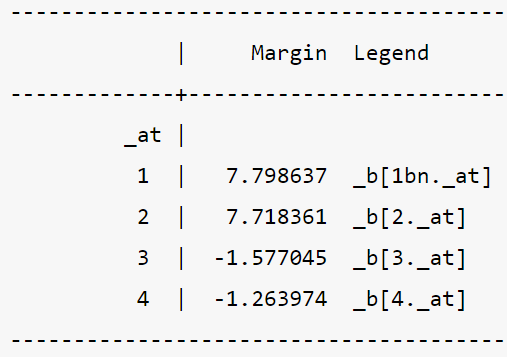 ----------------------------------------
             |     Margin  Legend
-------------+--------------------------
         _at |
          1  |   7.798637  _b[1bn._at]
          2  |   7.718361  _b[2._at]
          3  |  -1.577045  _b[3._at]
          4  |  -1.263974  _b[4._at]
----------------------------------------